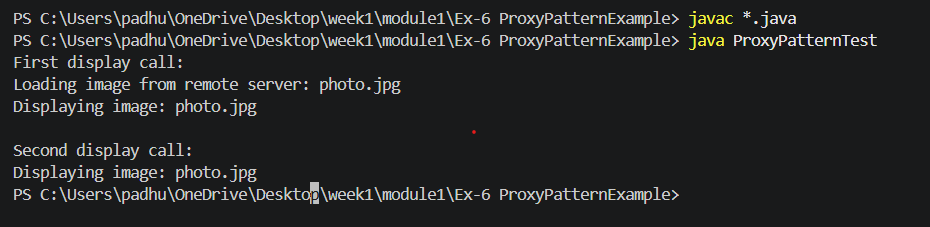 PS C:\Users\padhu\OneDrive\Desktop\week1\module1\Ex-6 ProxyPatternExample> javac *.java
PS C:\Users\padhu\OneDrive\Desktop\week1\module1\Ex-6 ProxyPatternExample> java ProxyPatternTest
First display call:
Loading image from remote server: photo.jpg
Displaying image: photo.jpg
Second display call:
Displaying image: photo.jpg
PS C:\Users\padhu\OneDrive\Desktop\week1\module1\Ex-6 ProxyPatternExample>